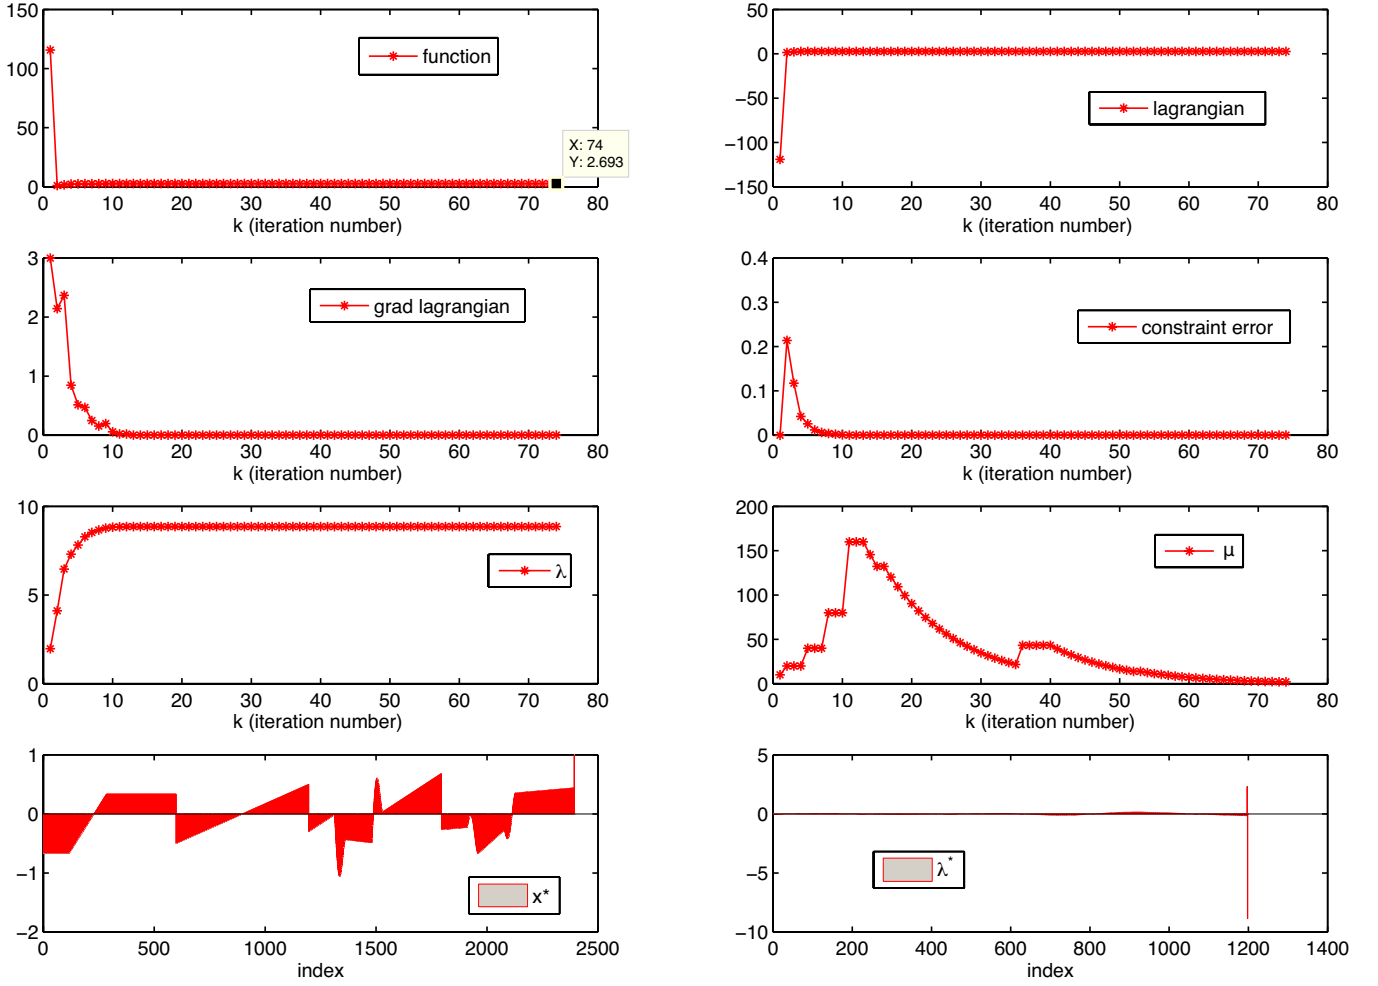 150
100
50
0
function
X: 74
Y: 2.693
0 10 20 30 40 50 60 70 80
k (iteration number)
50
0
−50
−100
−150
lagrangian
0 10 20 30 40 50 60 70 80
k (iteration number)
3
2
1
0
grad lagrangian
0 10 20 30 40 50 60 70 80
k (iteration number)
0.4
0.3
0.2
0.1
0
constraint error
0 10 20 30 40 50 60 70 80
k (iteration number)
10
5
0
λ
0 10 20 30 40 50 60 70 80
k (iteration number)
200
150
100
50
0
μ
0 10 20 30 40 50 60 70 80
k (iteration number)
1
0
−1
−2
x*
0 500 1000 1500 2000 2500
index
5
0
−5
−10
λ*
0 200 400 600 800 1000 1200 1400
index